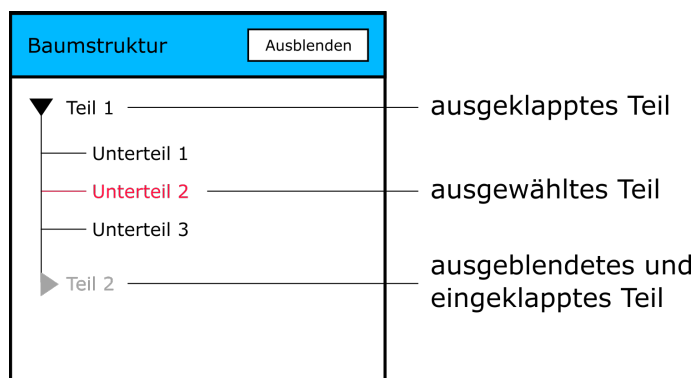 Baumstruktur
Ausblenden
Teil 1
ausgeklapptes Teil
Unterteil 1
Unterteil 2
ausgewähltes Teil
Unterteil 3
Teil 2
ausgeblendetes und
eingeklapptes Teil